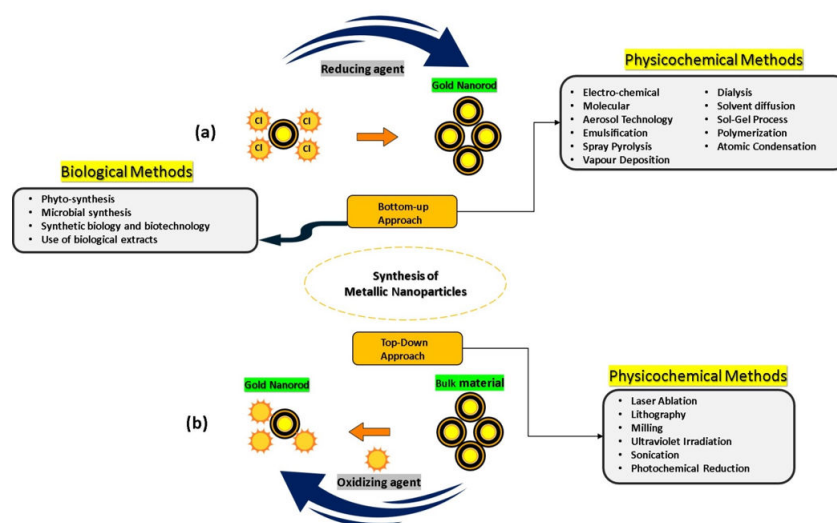 Physicochemical Methods
Reducing agent
Gold Nanorod
• Electro-chemical
• Molecular
• Aerosol Technology
• Emulsification
• Spray Pyrolysis
• Vapour Deposition
• Dialysis
• Solvent diffusion
• Sol-Gel Process
• Polymerization
• Atomic Condensation
(a)
Cl
Cl
Cl
Cl
Biological Methods
• Phyto-synthesis
• Microbial synthesis
• Synthetic biology and biotechnology
• Use of biological extracts
Bottom-up
Approach
Synthesis of
Metallic Nanoparticles
Top-Down
Approach
Physicochemical Methods
• Laser Ablation
• Lithography
• Milling
• Ultraviolet Irradiation
• Sonication
• Photochemical Reduction
Gold Nanorod
Bulk material
(b)
Oxidizing agent